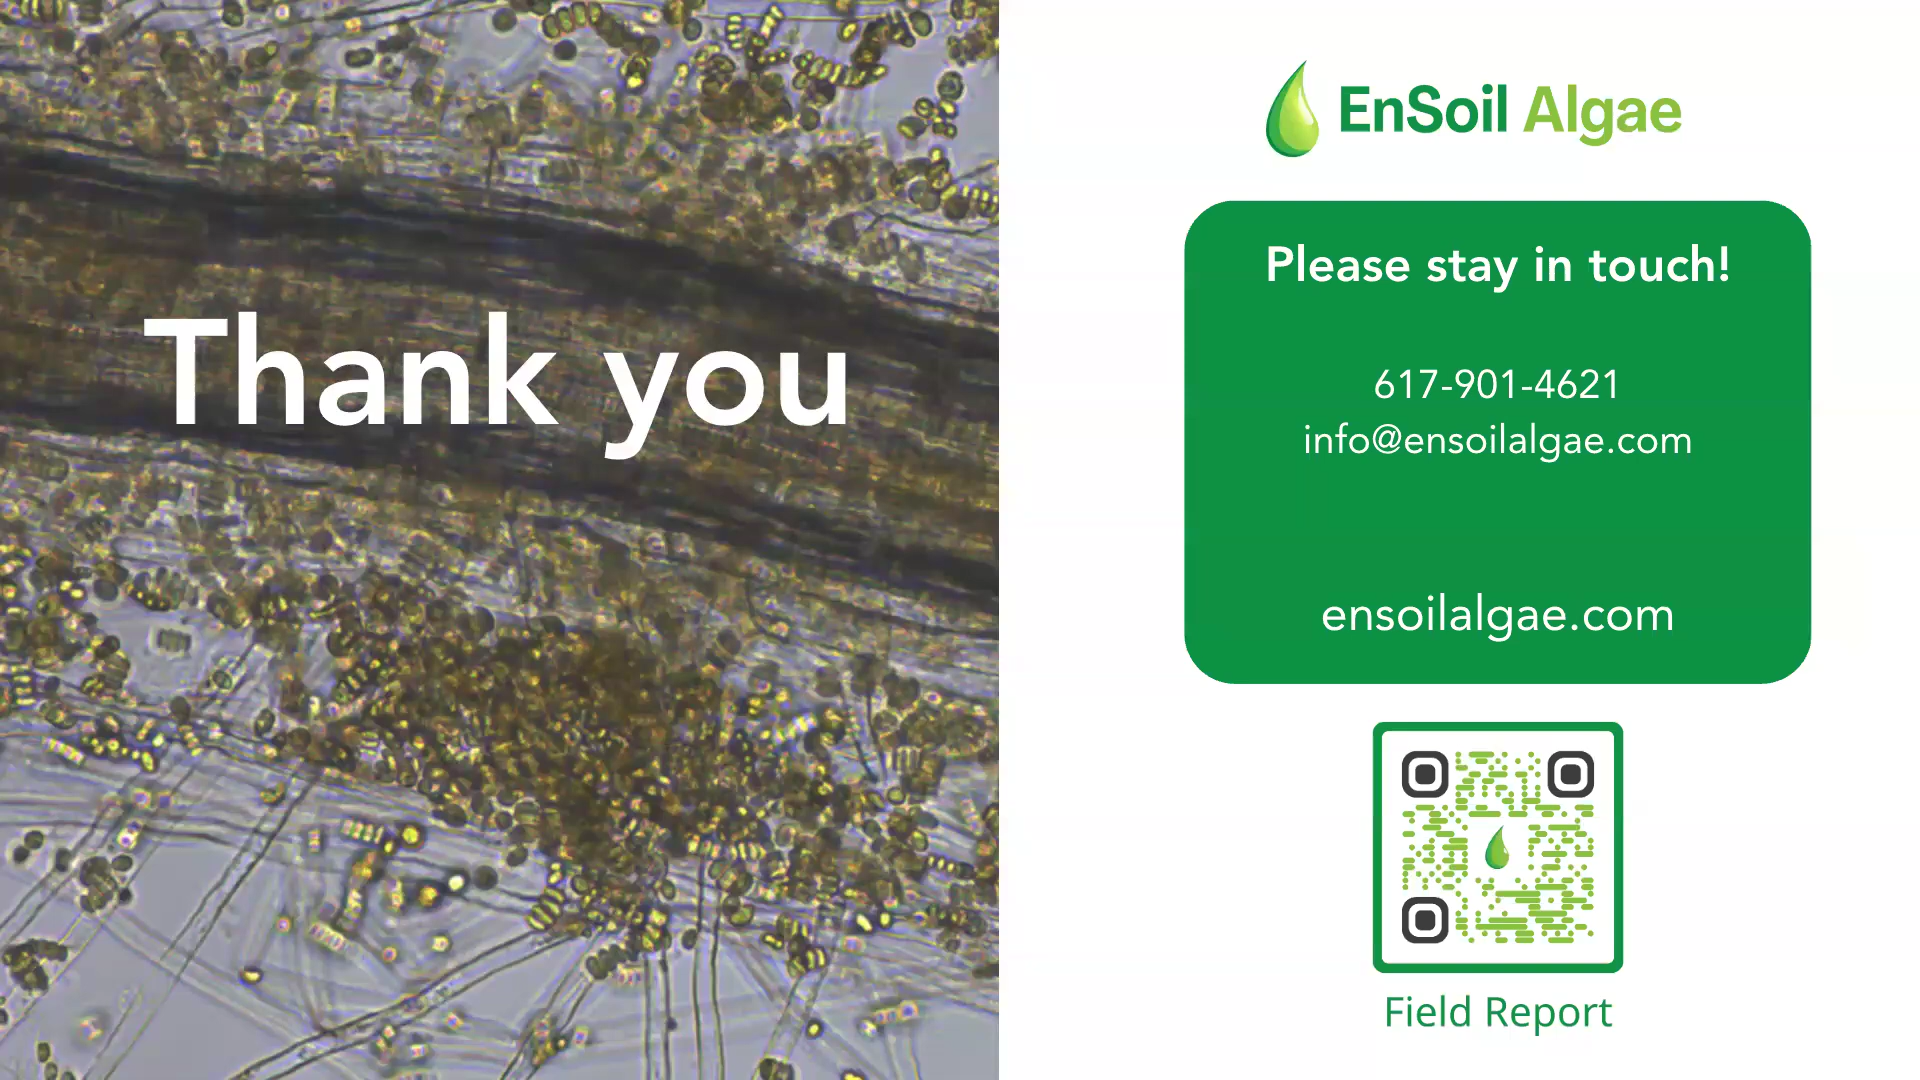 Thank you
EnSoil Algae
Please stay in touch!
617-901-4621
info@ensoilalgae.com
ensoilalgae.com
Field Report